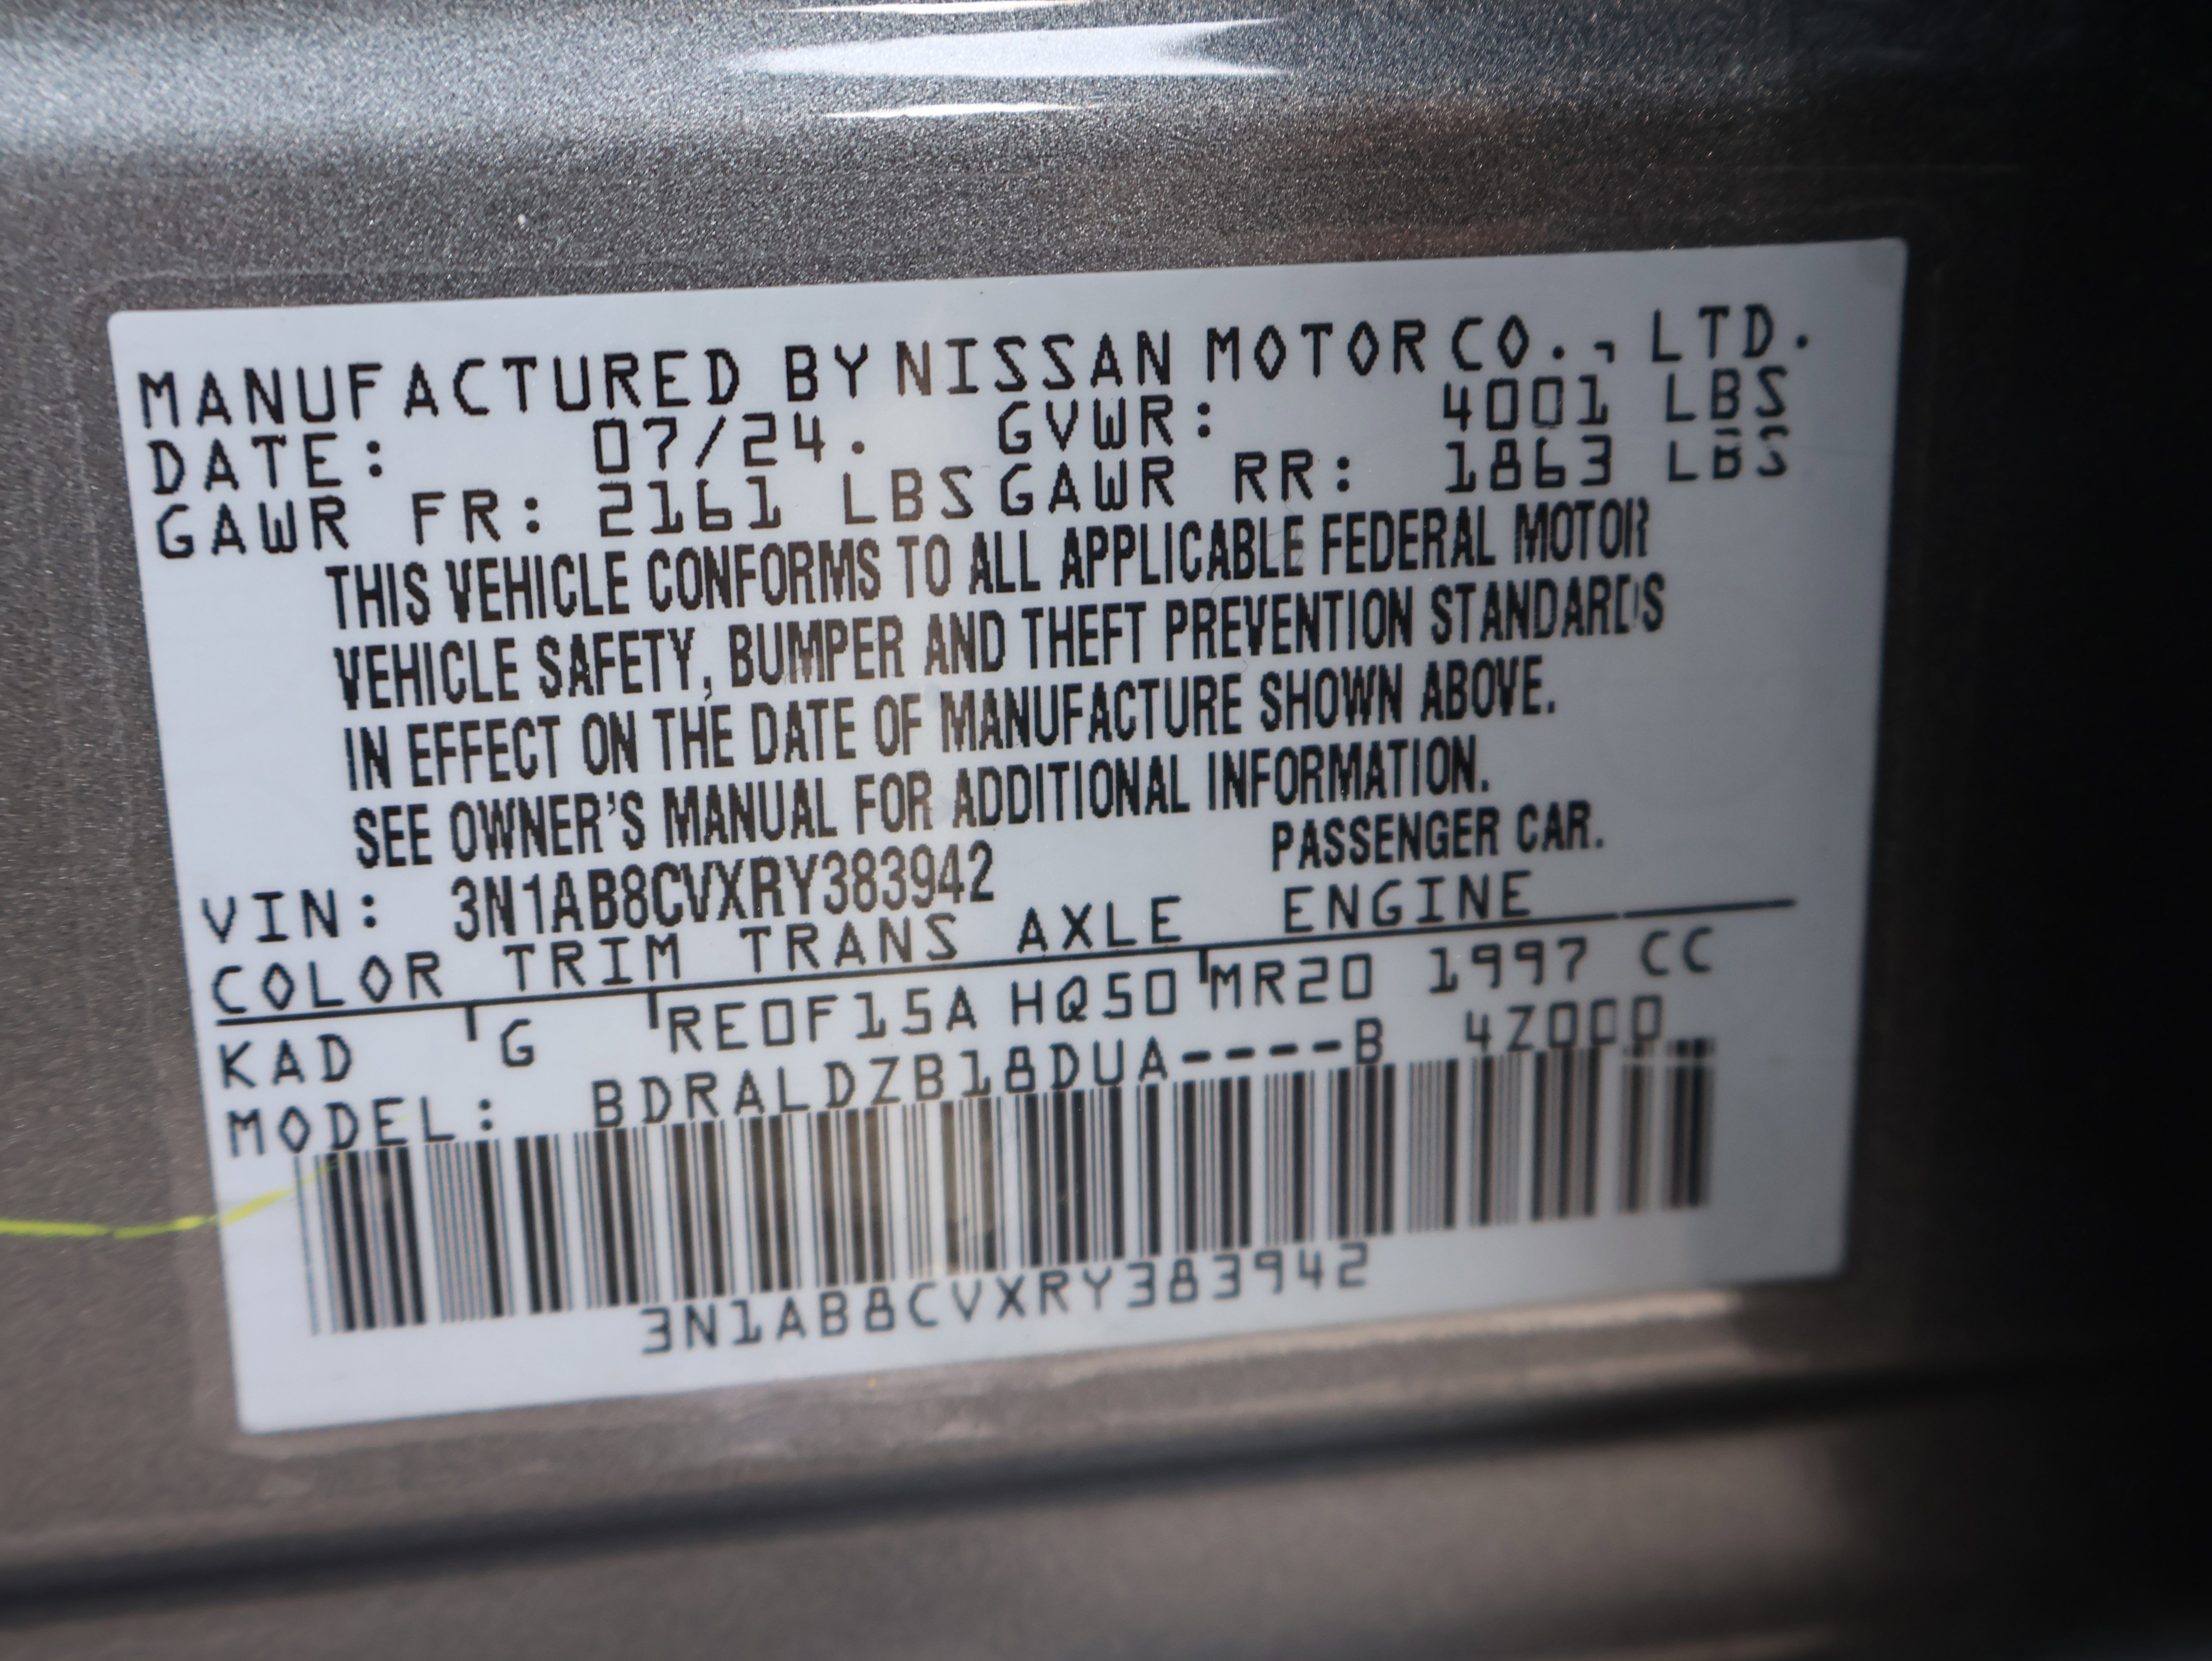 MANUFACTURED BY NISSAN MOTOR CO., LTD.
DATE: 07/24. GVWR: 4001 LBS
GAWR FR: 2161 LBS GAWR RR: 1863 LBS
THIS VEHICLE CONFORMS TO ALL APPLICABLE FEDERAL MOTOR
VEHICLE SAFETY, BUMPER AND THEFT PREVENTION STANDARDS
IN EFFECT ON THE DATE OF MANUFACTURE SHOWN ABOVE.
SEE OWNER'S MANUAL FOR ADDITIONAL INFORMATION.
VIN: 3N1AB8CVXRY383942 PASSENGER CAR.
COLOR TRIM TRANS AXLE ENGINE
KAD G RE0F15A HQ50 MR20 1997 CC
MODEL: BDRALDZB18DUA----B 4Z000
3N1AB8CVXRY383942